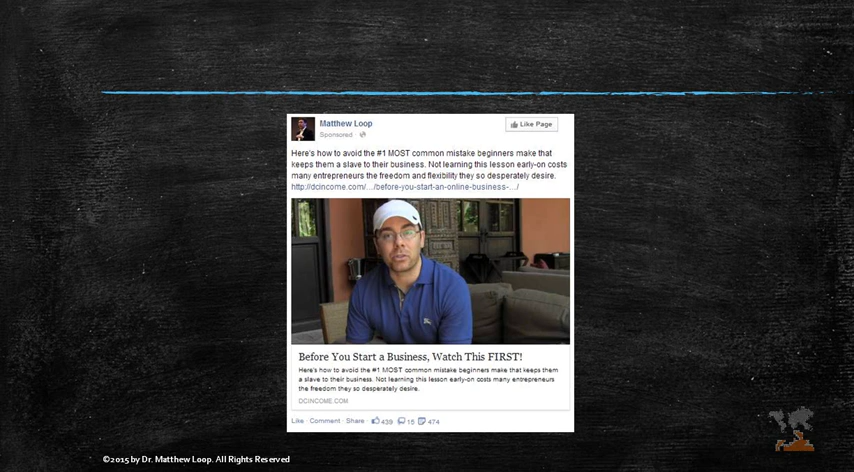 Matthew Loop
Like Page
Sponsored ·
Here's how to avoid the #1 MOST common mistake beginners make that
keeps them a slave to their business. Not learning this lesson early-on costs
many entrepreneurs the freedom and flexibility they so desperately desire.
http://dcincome.com/.../before-you-start-an-online-business-.../
Before You Start a Business, Watch This FIRST!
Here's how to avoid the #1 MOST common mistake beginners make that keeps them
a slave to their business. Not learning this lesson early-on costs many entrepreneurs
the freedom they so desperately desire.
DCINCOME.COM
Like · Comment · Share · 439 15 474
©2015 by Dr. Matthew Loop. All Rights Reserved